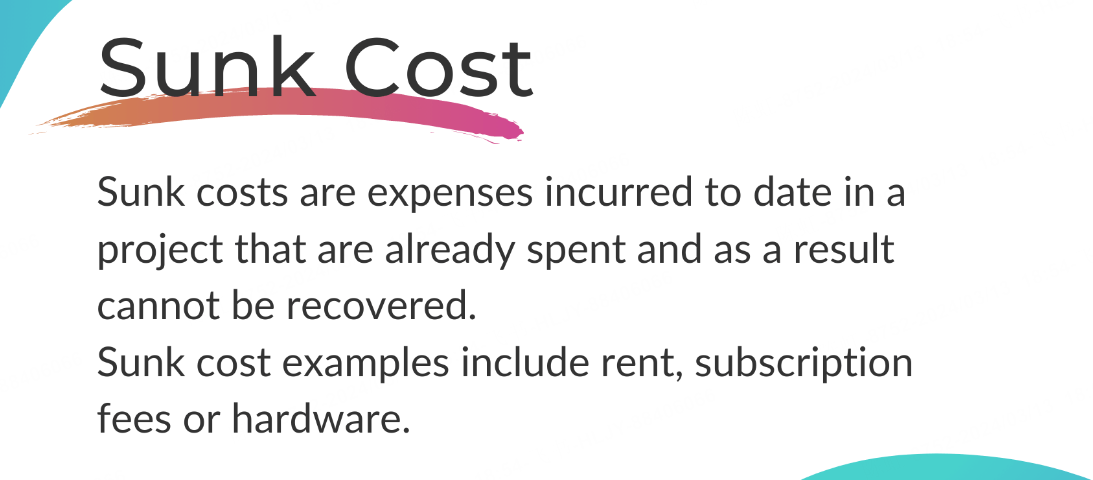 Sunk Cost
Sunk costs are expenses incurred to date in a
project that are already spent and as a result
cannot be recovered.
Sunk cost examples include rent, subscription
fees or hardware.